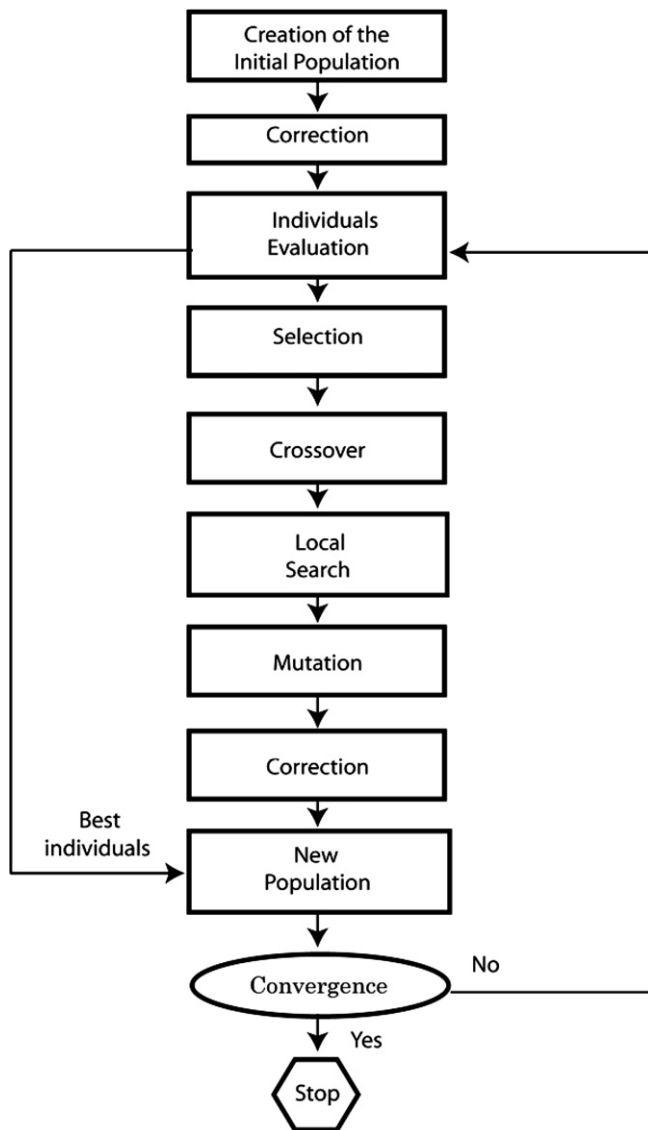 Creation of the
Initial Population
Correction
Individuals
Evaluation
Selection
Crossover
Local
Search
Mutation
Correction
Best
individuals
New
Population
Convergence
No
Yes
Stop